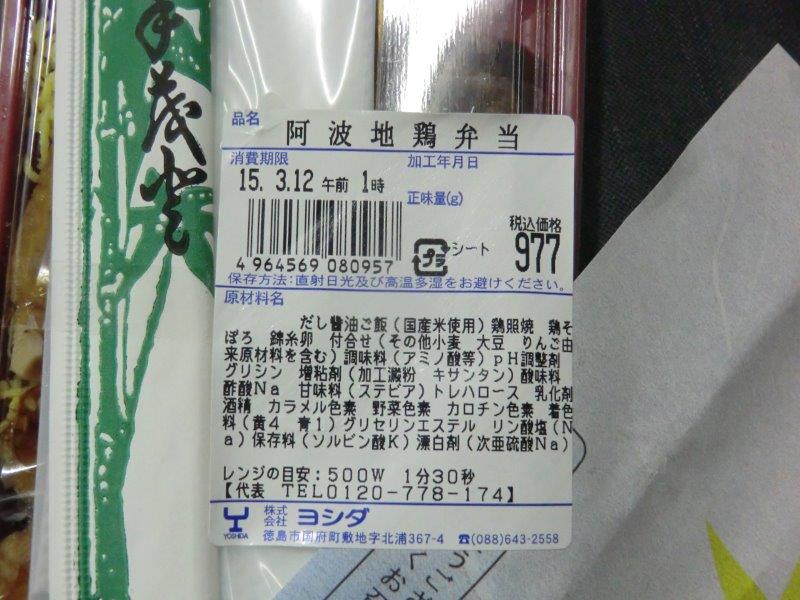 品名
阿波地鶏弁当
消費期限
加工年月日
15. 3.12 午前 1時
正味量(g)
税込価格
4 964569 080957
プラ
シート
977
保存方法:直射日光及び高温多湿をお避けください。
原材料名
だし醤油ご飯(国産米使用)鶏照焼 鶏そ
ぼろ 錦糸卵 付合せ(その他小麦 大豆 りんご由
来原材料を含む)調味料(アミノ酸等)pH調整剤
グリシン 増粘剤(加工澱粉 キサンタン)酸味料
酢酸Na 甘味料(ステビア)トレハロース 乳化剤
酒精 カラメル色素 野菜色素 カロチン色素 着色
料(黄4 青1)グリセリンエステル リン酸塩(N
a)保存料(ソルビン酸K)漂白剤(次亜硫酸Na)
レンジの目安:500W 1分30秒
【代表 TEL0120-778-174】
YOSHIDA
株式会社 ヨシダ
徳島市国府町敷地字北浦367-4 ☎(088)643-2558